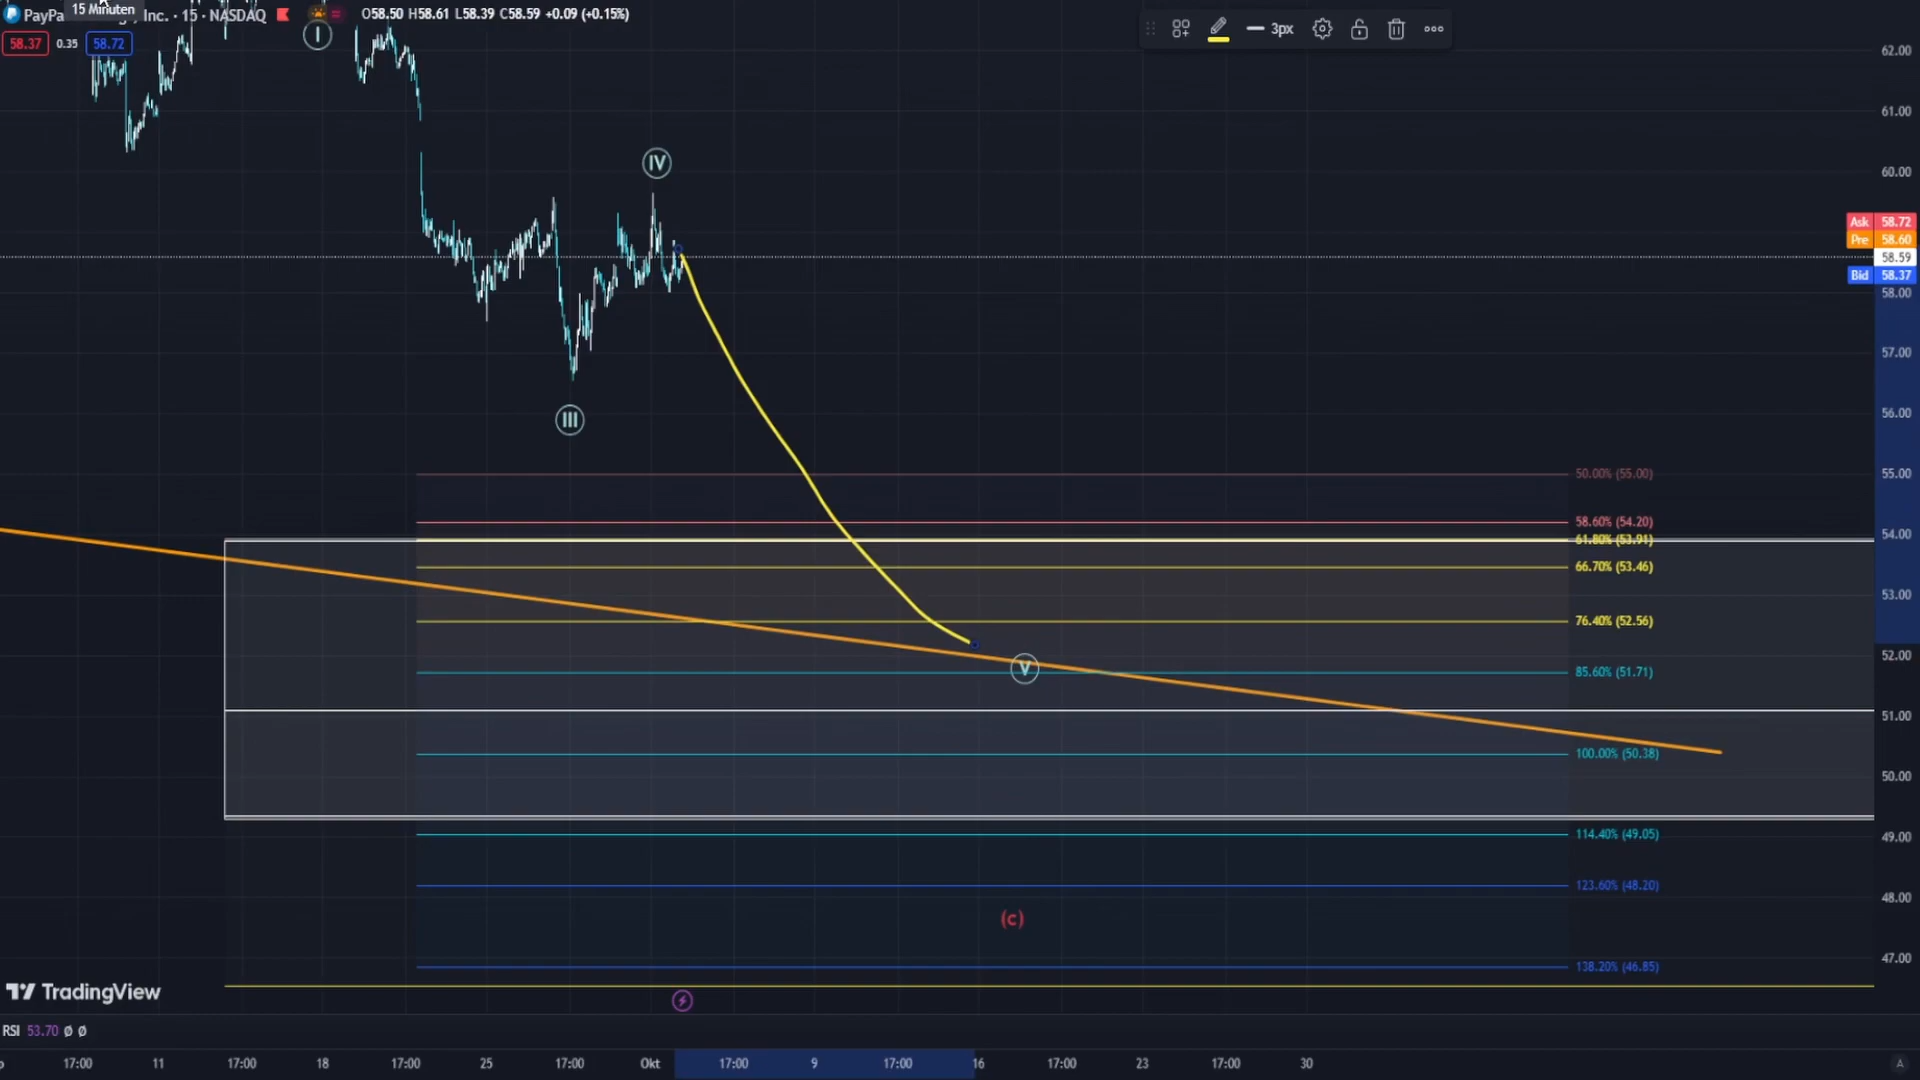 15 Minuten
PayPa Inc. · 15 · NASDAQ O58.50 H58.61 L58.39 C58.59 +0.09 (+0.15%)
58.37 0.35 58.72
3px
I
IV
III
V
(c)
62.00
61.00
60.00
Ask 58.72
Pre 58.60
58.59
Bid 58.37
58.00
57.00
56.00
55.00
54.00
53.00
52.00
51.00
50.00
49.00
48.00
47.00
50.00% (55.00)
58.60% (54.20)
61.80% (53.91)
66.70% (53.46)
76.40% (52.56)
85.60% (51.71)
100.00% (50.38)
114.40% (49.05)
123.60% (48.20)
138.20% (46.85)
TradingView
RSI 53.70 ø ø
17:00 11 17:00 18 17:00 25 17:00 Okt 17:00 9 17:00 16 17:00 23 17:00 30
A